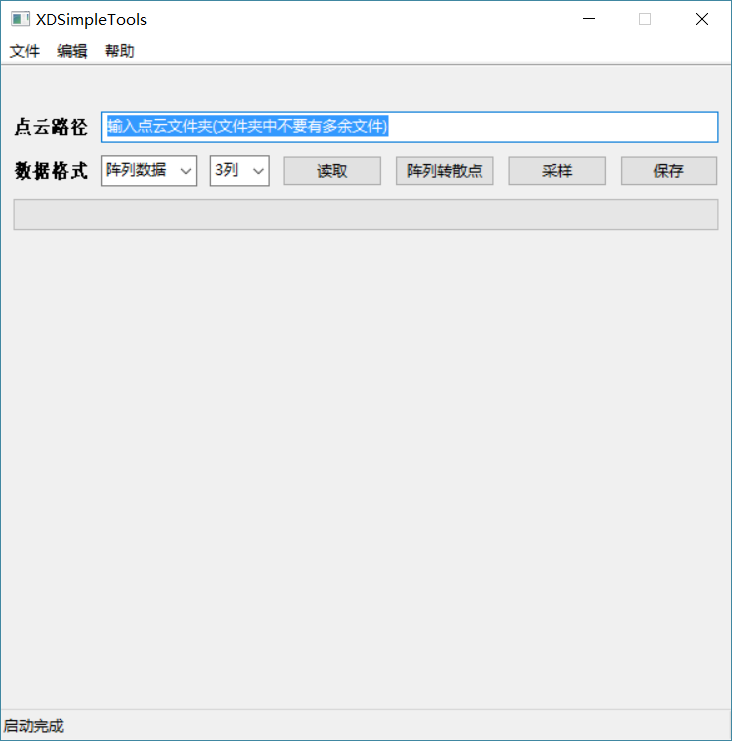 XDSimpleTools
文件 编辑 帮助
点云路径 输入点云文件夹(文件夹中不要有多余文件)
数据格式 阵列数据 3列 读取 阵列转散点 采样 保存
启动完成